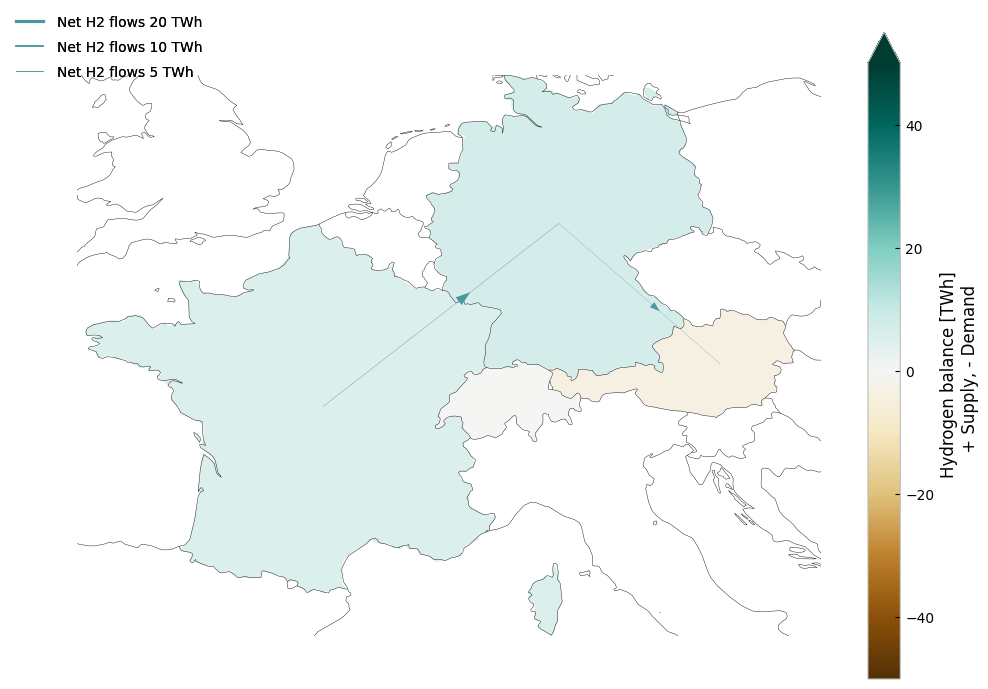 Net H2 flows 20 TWh
Net H2 flows 10 TWh
Net H2 flows 5 TWh
40
20
0
−20
−40
Hydrogen balance [TWh]
+ Supply, - Demand